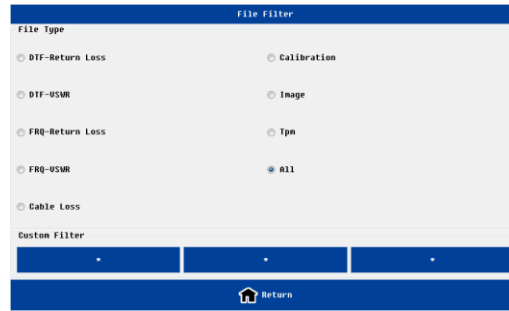 File Filter
File Type
DTF-Return Loss
Calibration
DTF-VSWR
Image
FRQ-Return Loss
Tpm
FRQ-VSWR
All
Cable Loss
Custom Filter
* * *
Return